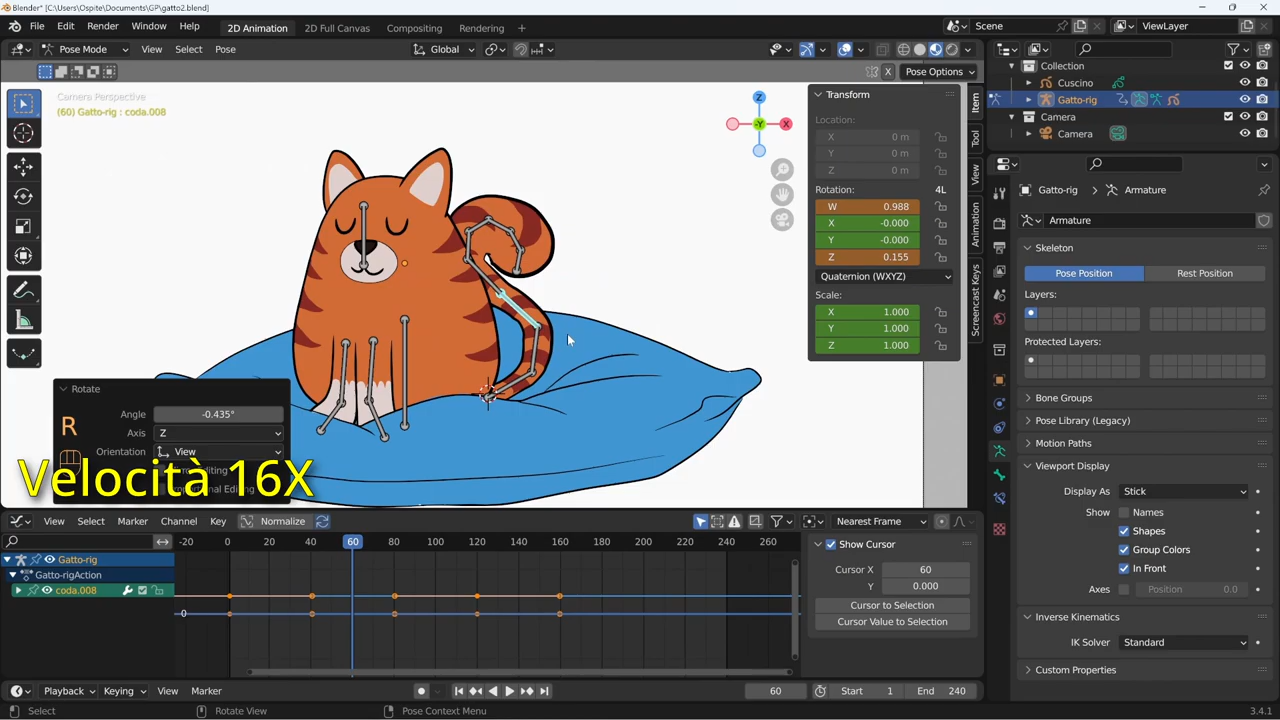 Blender* [C:\Users\Ospite\Documents\GP\gatto2.blend]
File Edit Render Window Help 2D Animation 2D Full Canvas Compositing Rendering + Scene ViewLayer
Pose Mode View Select Pose Global
X Pose Options
Camera Perspective
(60) Gatto-rig : coda.008
Z
-Y X
Transform
Location:
X 0 m
Y 0 m
Z 0 m
Rotation: 4L
W 0.988
X -0.000
Y -0.000
Z 0.155
Quaternion (WXYZ)
Scale:
X 1.000
Y 1.000
Z 1.000
Item
Tool
View
Animation
Screencast Keys
Collection
Cuscino
Gatto-rig
Camera
Camera
Gatto-rig Armature
Armature
Skeleton
Pose Position Rest Position
Layers:
Protected Layers:
Bone Groups
Pose Library (Legacy)
Motion Paths
Viewport Display
Display As Stick
Show Names
Shapes
Group Colors
In Front
Axes Position 0.0
Inverse Kinematics
IK Solver Standard
Custom Properties
Rotate
Angle -0.435°
Axis Z
Orientation View
R
Velocità 16X
View Select Marker Channel Key Normalize Nearest Frame
-20 0 20 40 60 80 100 120 140 160 180 200 220 240 260
Gatto-rig
Gatto-rigAction
coda.008
0
Show Cursor
Cursor X 60
Y 0.000
Cursor to Selection
Cursor Value to Selection
Playback Keying View Marker 60 Start 1 End 240
Select Rotate View Pose Context Menu 3.4.1